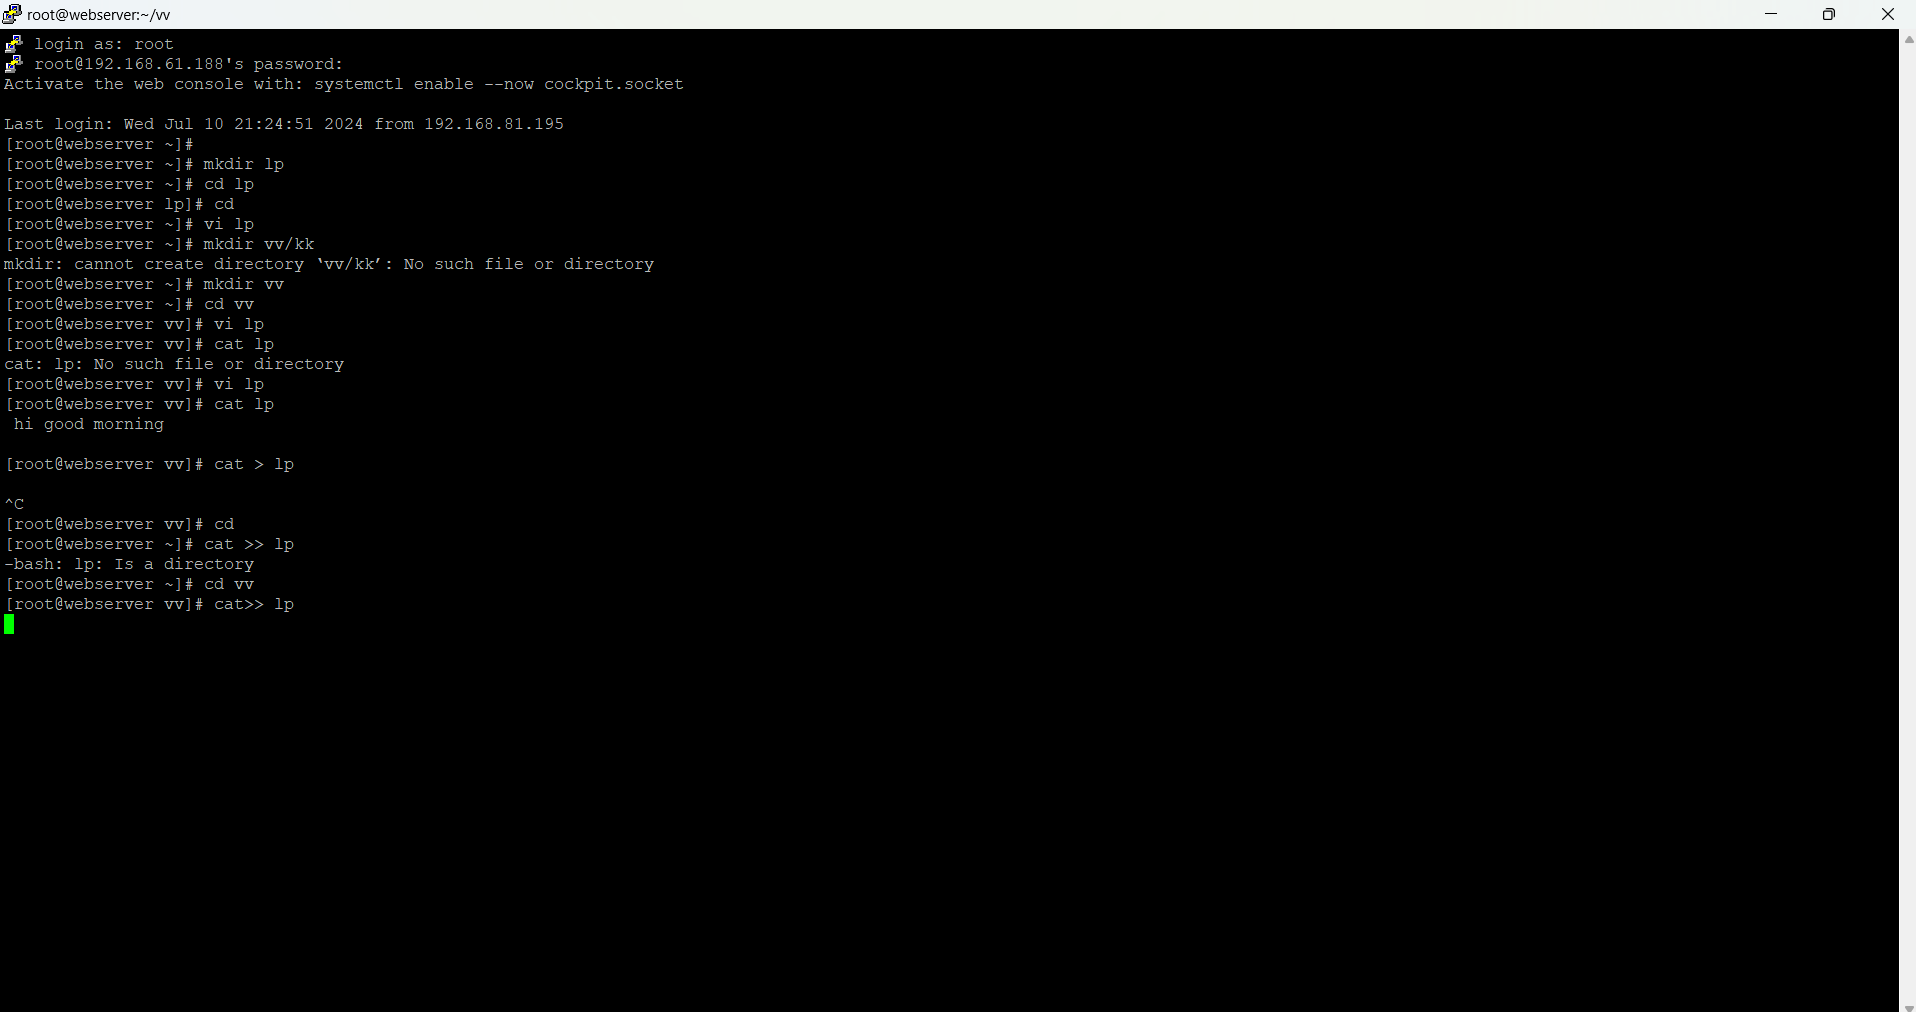 root@webserver:~/vv
login as: root
root@192.168.61.188's password:
Activate the web console with: systemctl enable --now cockpit.socket
Last login: Wed Jul 10 21:24:51 2024 from 192.168.81.195
[root@webserver ~]#
[root@webserver ~]# mkdir lp
[root@webserver ~]# cd lp
[root@webserver lp]# cd
[root@webserver ~]# vi lp
[root@webserver ~]# mkdir vv/kk
mkdir: cannot create directory ‘vv/kk’: No such file or directory
[root@webserver ~]# mkdir vv
[root@webserver ~]# cd vv
[root@webserver vv]# vi lp
[root@webserver vv]# cat lp
cat: lp: No such file or directory
[root@webserver vv]# vi lp
[root@webserver vv]# cat lp
 hi good morning
[root@webserver vv]# cat > lp
^C
[root@webserver vv]# cd
[root@webserver ~]# cat >> lp
-bash: lp: Is a directory
[root@webserver ~]# cd vv
[root@webserver vv]# cat>> lp